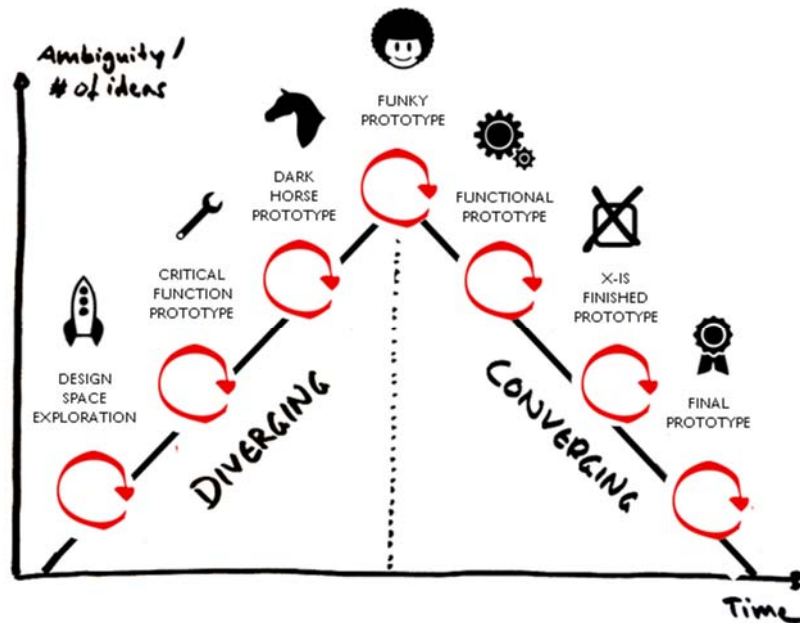 Ambiguity /
# of ideas
FUNKY
PROTOTYPE
DARK
HORSE
PROTOTYPE
FUNCTIONAL
PROTOTYPE
CRITICAL
FUNCTION
PROTOTYPE
X-IS
FINISHED
PROTOTYPE
DESIGN
SPACE
EXPLORATION
FINAL
PROTOTYPE
DIVERGING
CONVERGING
Time